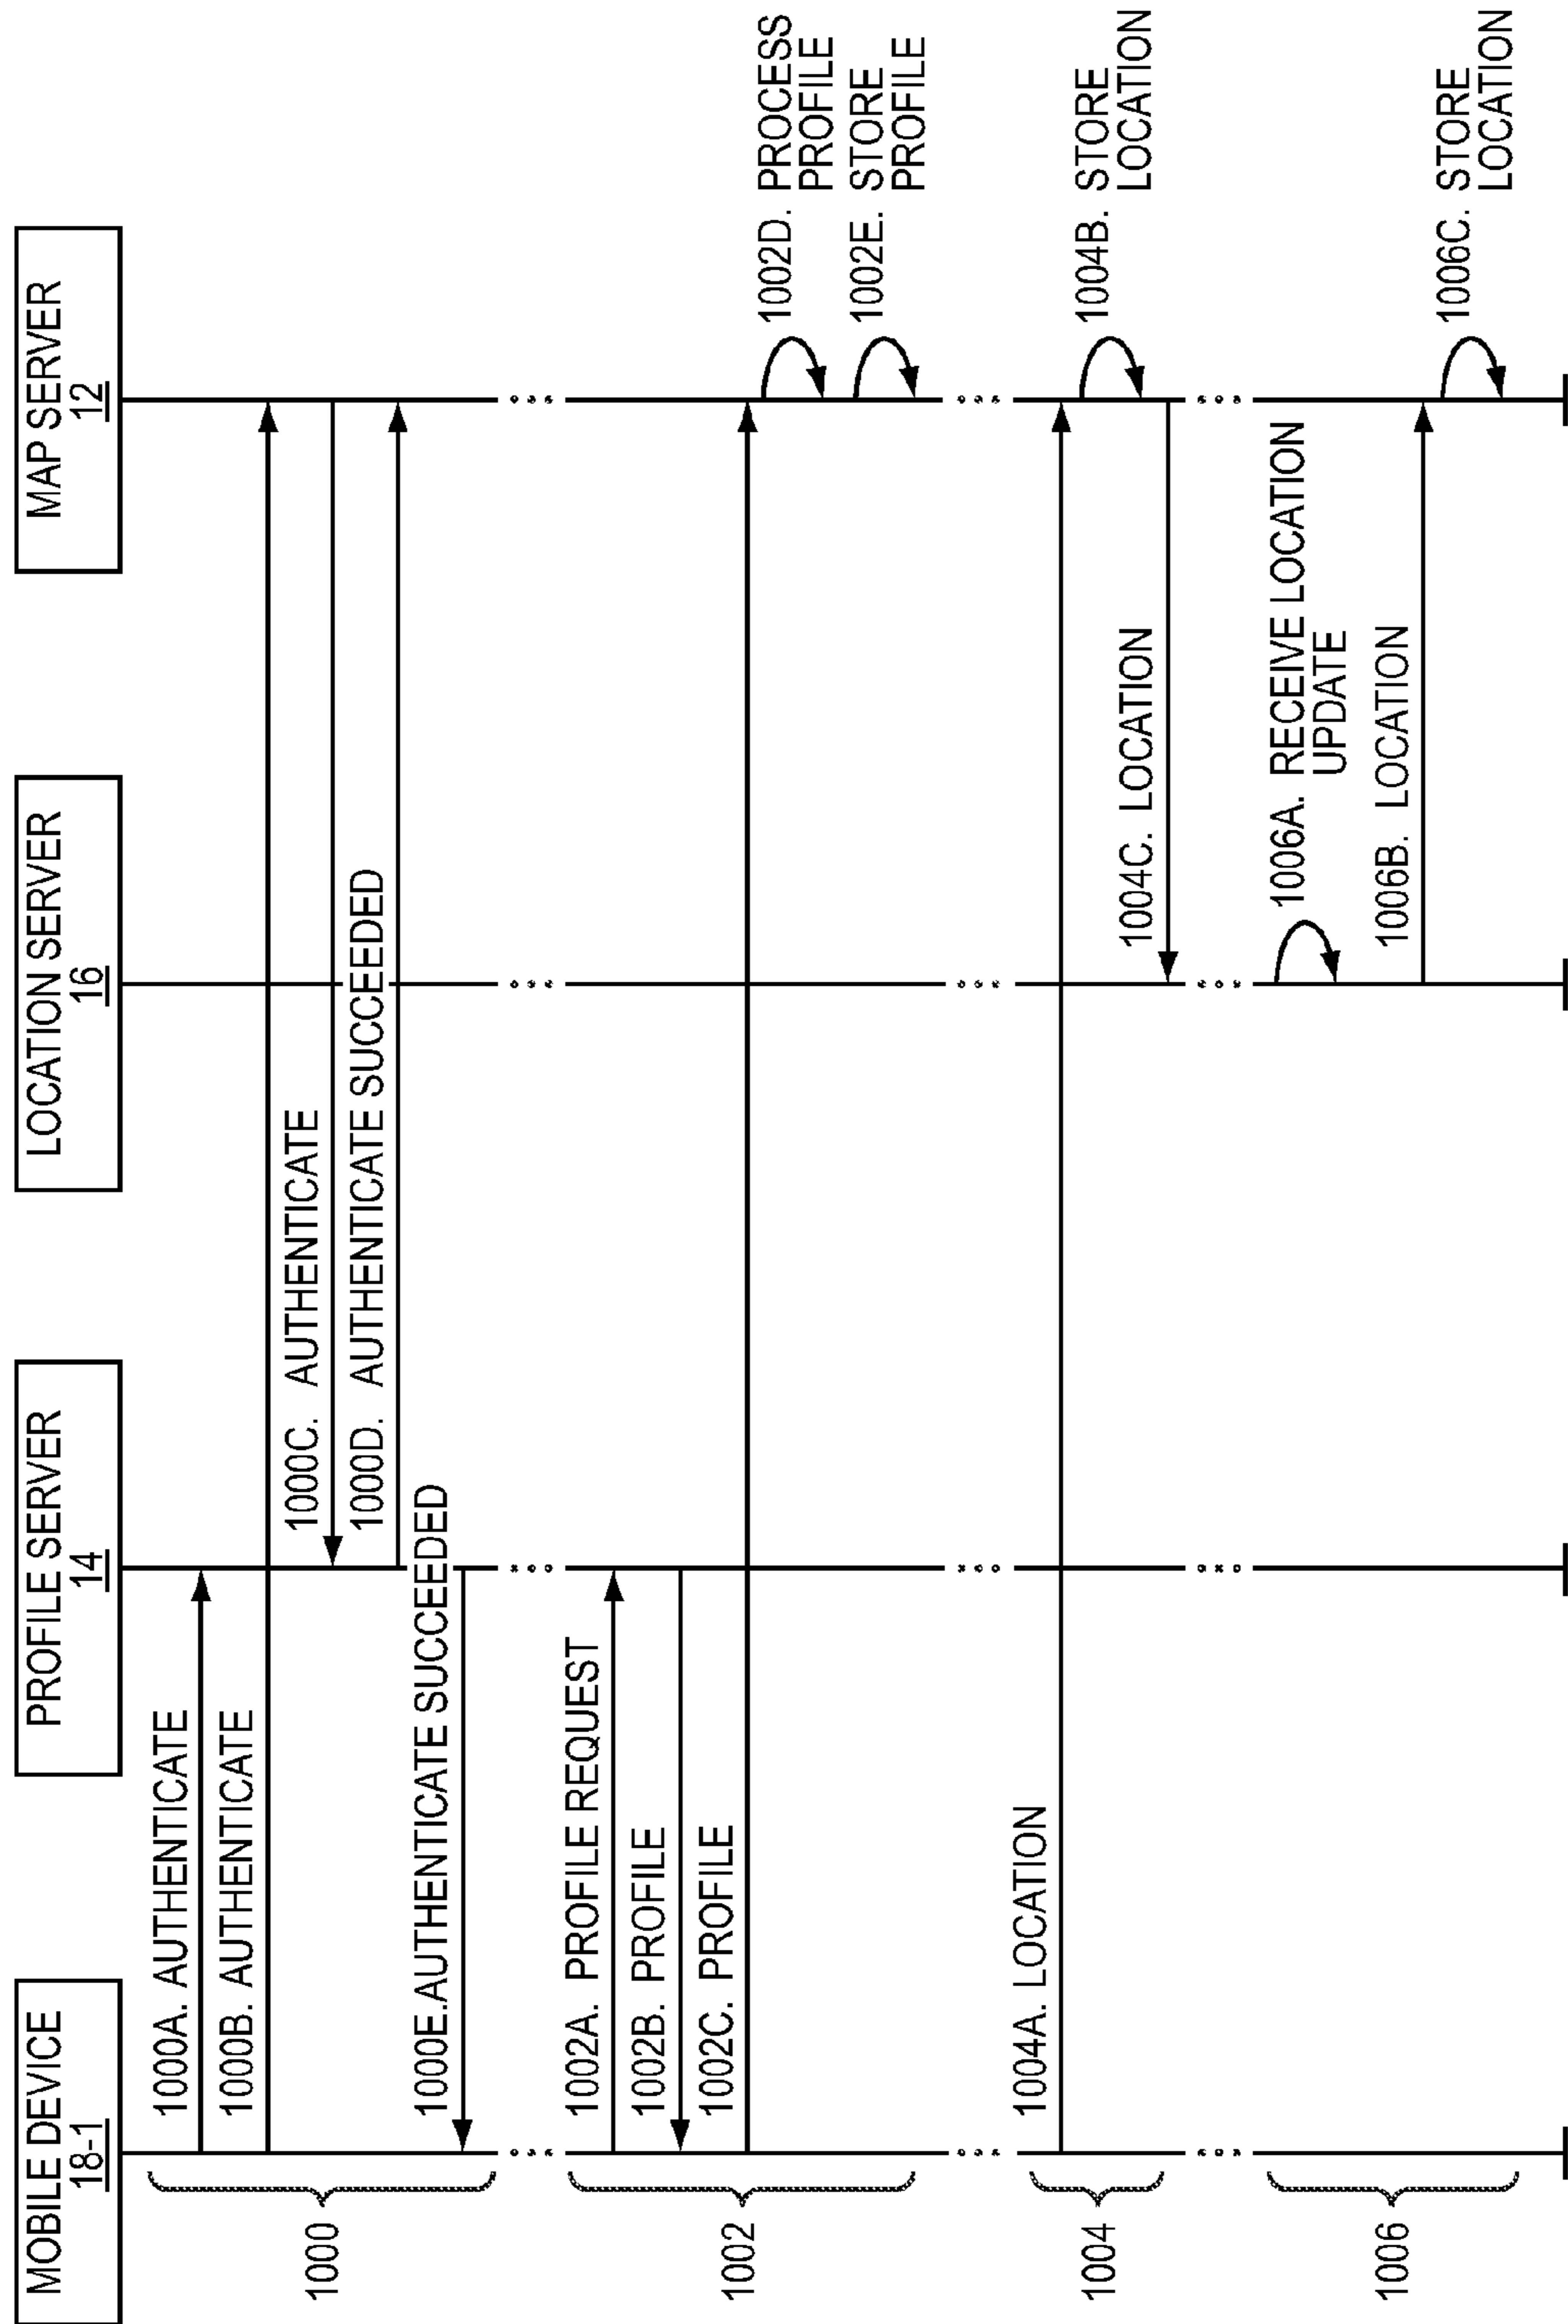 MOBILE DEVICE
18-1
PROFILE SERVER
14
LOCATION SERVER
16
MAP SERVER
12
1000
1000A. AUTHENTICATE
1000B. AUTHENTICATE
1000C. AUTHENTICATE
1000D. AUTHENTICATE SUCCEEDED
1000E.AUTHENTICATE SUCCEEDED
1002
1002A. PROFILE REQUEST
1002B. PROFILE
1002C. PROFILE
1002D. PROCESS
PROFILE
1002E. STORE
PROFILE
1004
1004A. LOCATION
1004B. STORE
LOCATION
1004C. LOCATION
1006
1006A. RECEIVE LOCATION
UPDATE
1006B. LOCATION
1006C. STORE
LOCATION